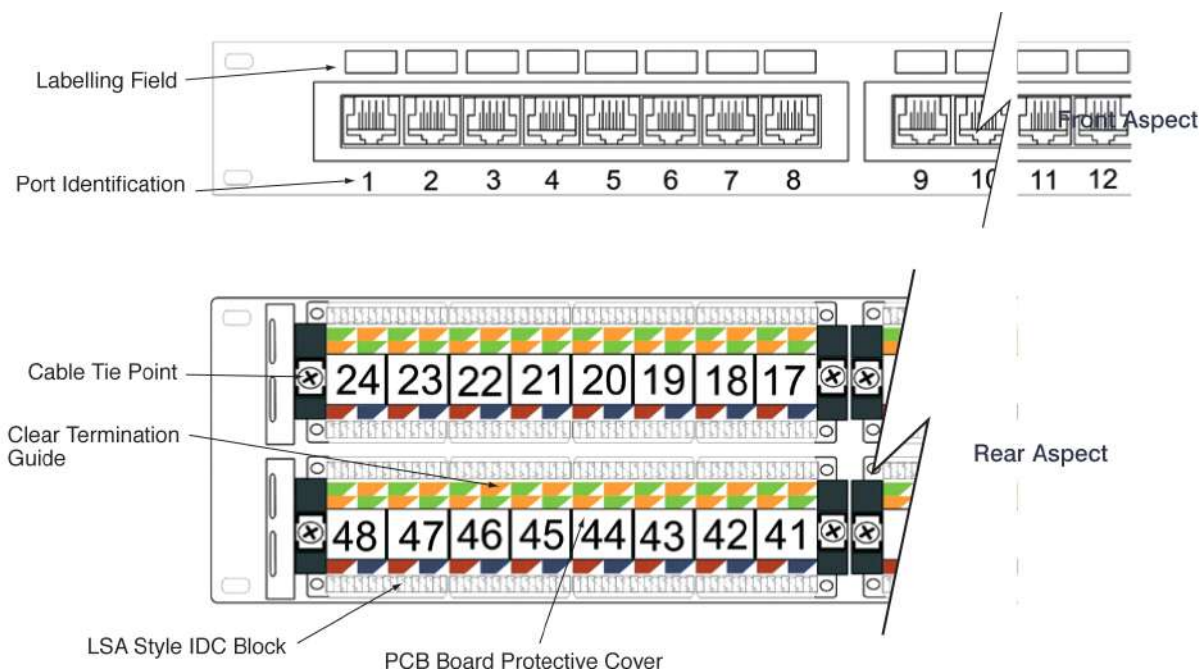 Labelling Field
Front Aspect
Port Identification
1 2 3 4 5 6 7 8 9 10 11 12
Cable Tie Point
24 23 22 21 20 19 18 17
Clear Termination
Guide
Rear Aspect
48 47 46 45 44 43 42 41
LSA Style IDC Block
PCB Board Protective Cover